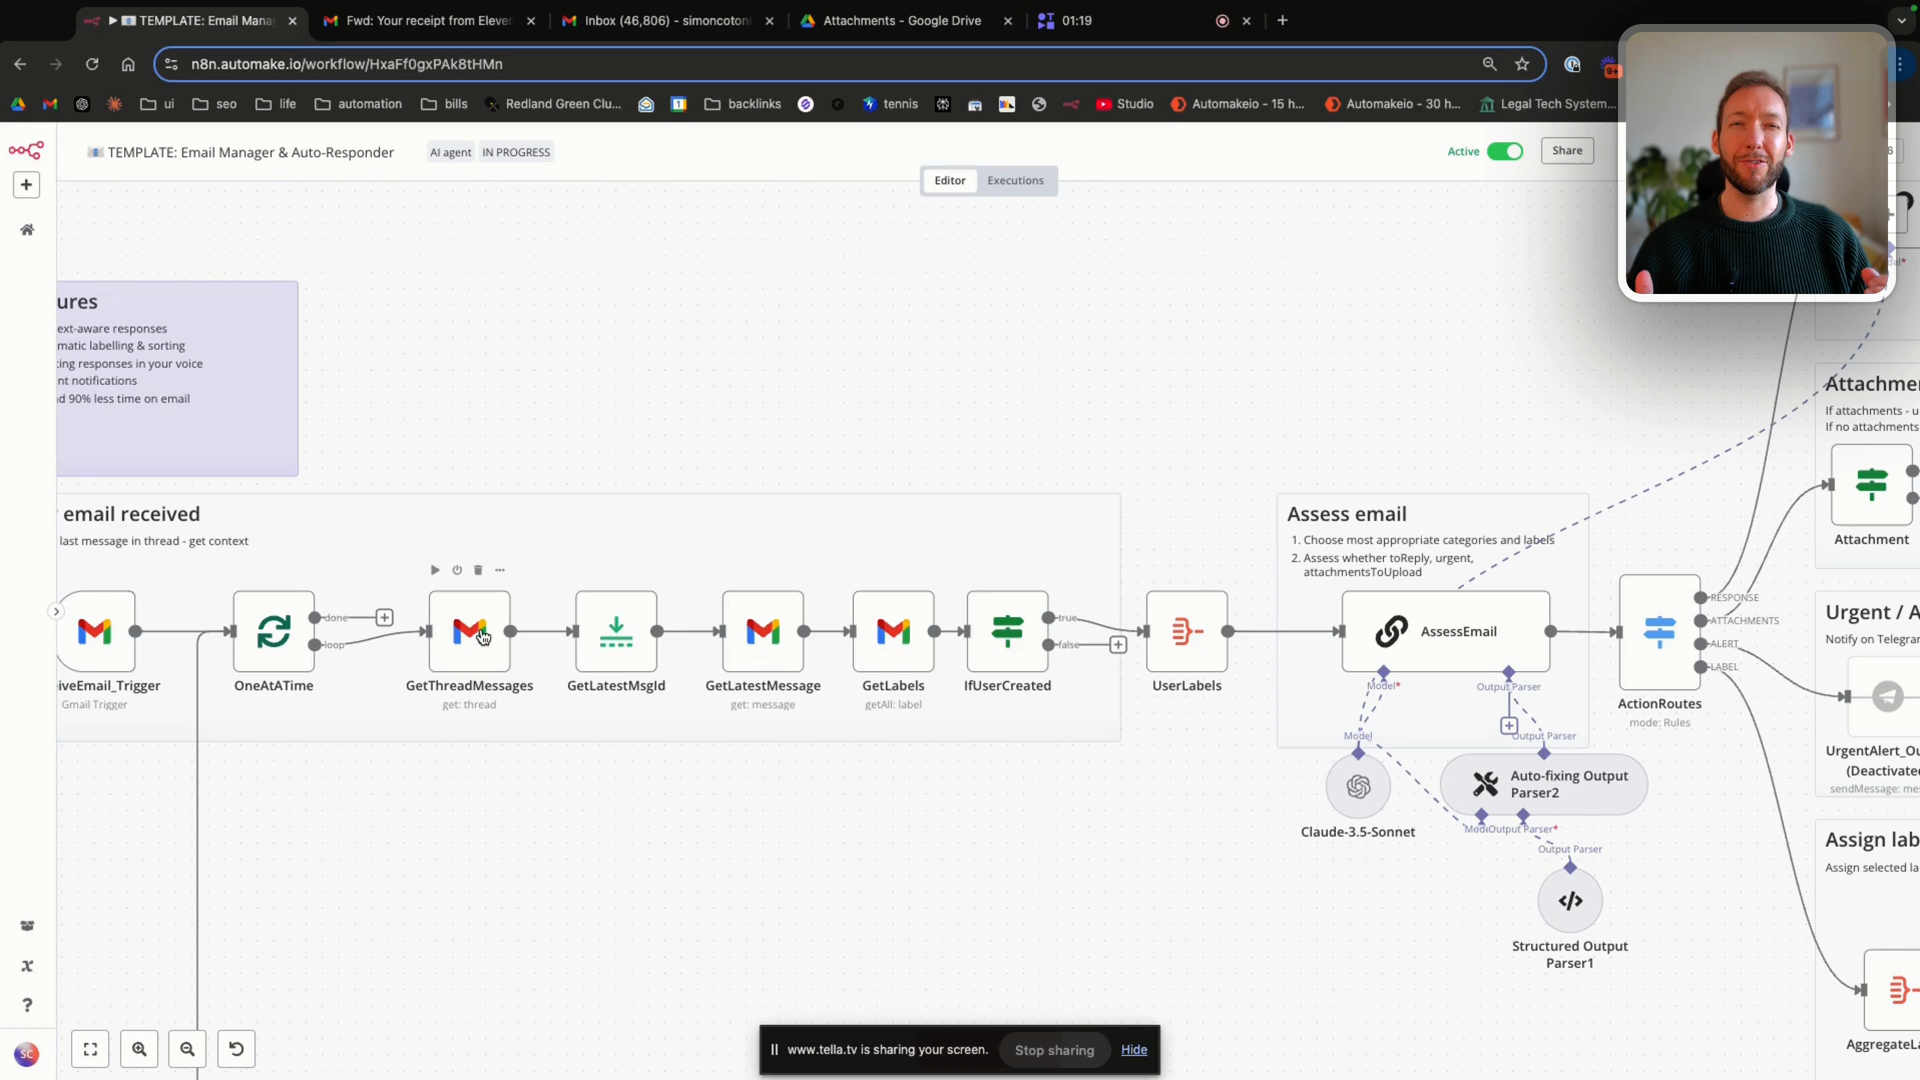 TEMPLATE: Email Mana
Fwd: Your receipt from Eleven
Inbox (46,806) - simoncoton
Attachments - Google Drive
01:19
n8n.automake.io/workflow/HxaFf0gxPAk8tHMn
ui
seo
life
automation
bills
Redland Green Clu...
backlinks
tennis
Studio
Automakeio - 15 h...
Automakeio - 30 h...
Legal Tech System...
TEMPLATE: Email Manager & Auto-Responder
AI agent
IN PROGRESS
Active
Share
Editor
Executions
ures
ext-aware responses
matic labelling & sorting
ting responses in your voice
nt notifications
d 90% less time on email
email received
last message in thread - get context
iveEmail_Trigger
Gmail Trigger
OneAtATime
done
loop
GetThreadMessages
get: thread
GetLatestMsgId
GetLatestMessage
get: message
GetLabels
getAll: label
IfUserCreated
true
false
UserLabels
Assess email
1. Choose most appropriate categories and labels
2. Assess whether toReply, urgent,
attachmentsToUpload
AssessEmail
Model*
Output Parser
Model
Output Parser
Claude-3.5-Sonnet
Auto-fixing Output
Parser2
Output Parser*
Output Parser
Structured Output
Parser1
RESPONSE
ATTACHMENTS
ALERT
LABEL
ActionRoutes
mode: Rules
Attachme
If attachments - u
If no attachments
Attachment
Urgent / A
Notify on Telegra
UrgentAlert_Ou
(Deactivate
sendMessage: me
Assign lab
Assign selected la
AggregateLa
SC
www.tella.tv is sharing your screen.
Stop sharing
Hide